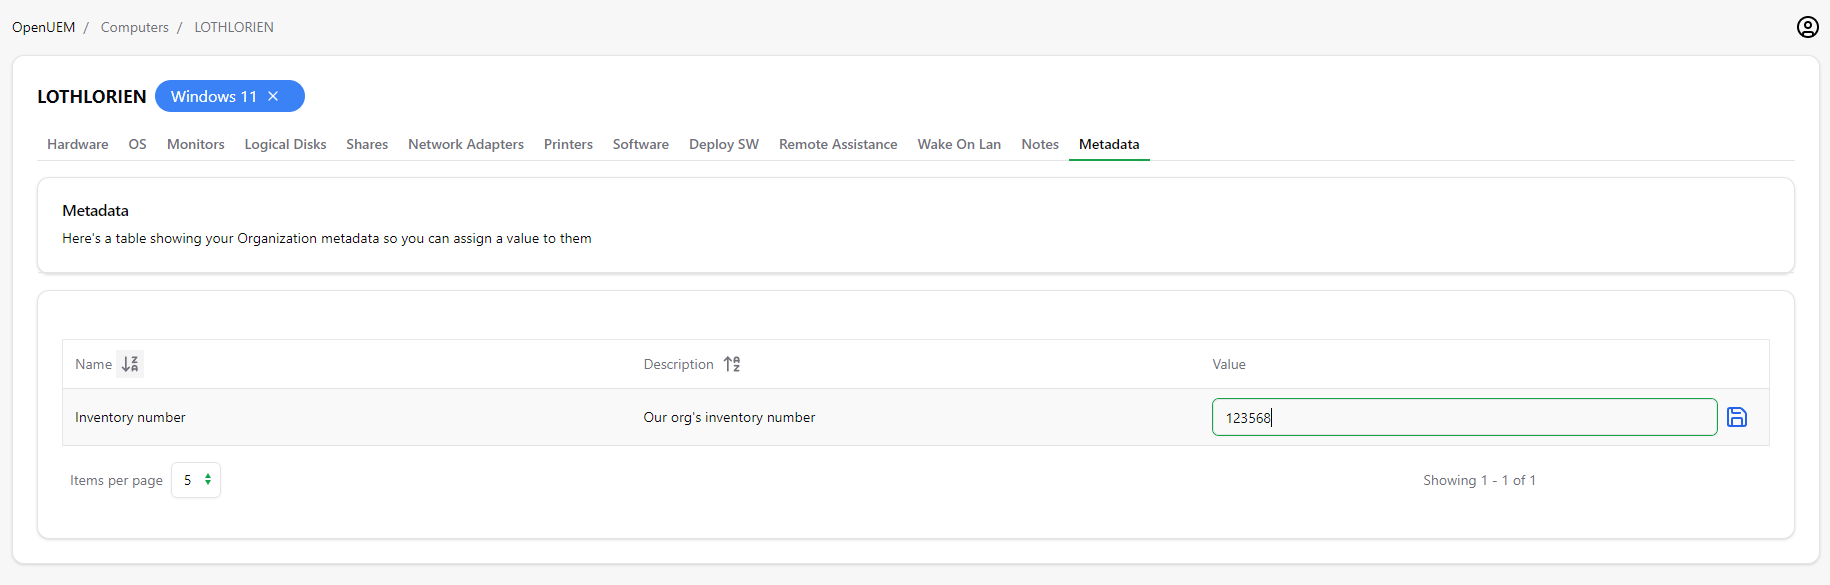 OpenUEM / Computers / LOTHLORIEN
LOTHLORIEN Windows 11 ×
Hardware OS Monitors Logical Disks Shares Network Adapters Printers Software Deploy SW Remote Assistance Wake On Lan Notes Metadata
Metadata
Here's a table showing your Organization metadata so you can assign a value to them
Name Description Value
Inventory number Our org's inventory number 123568
Items per page 5 Showing 1 - 1 of 1